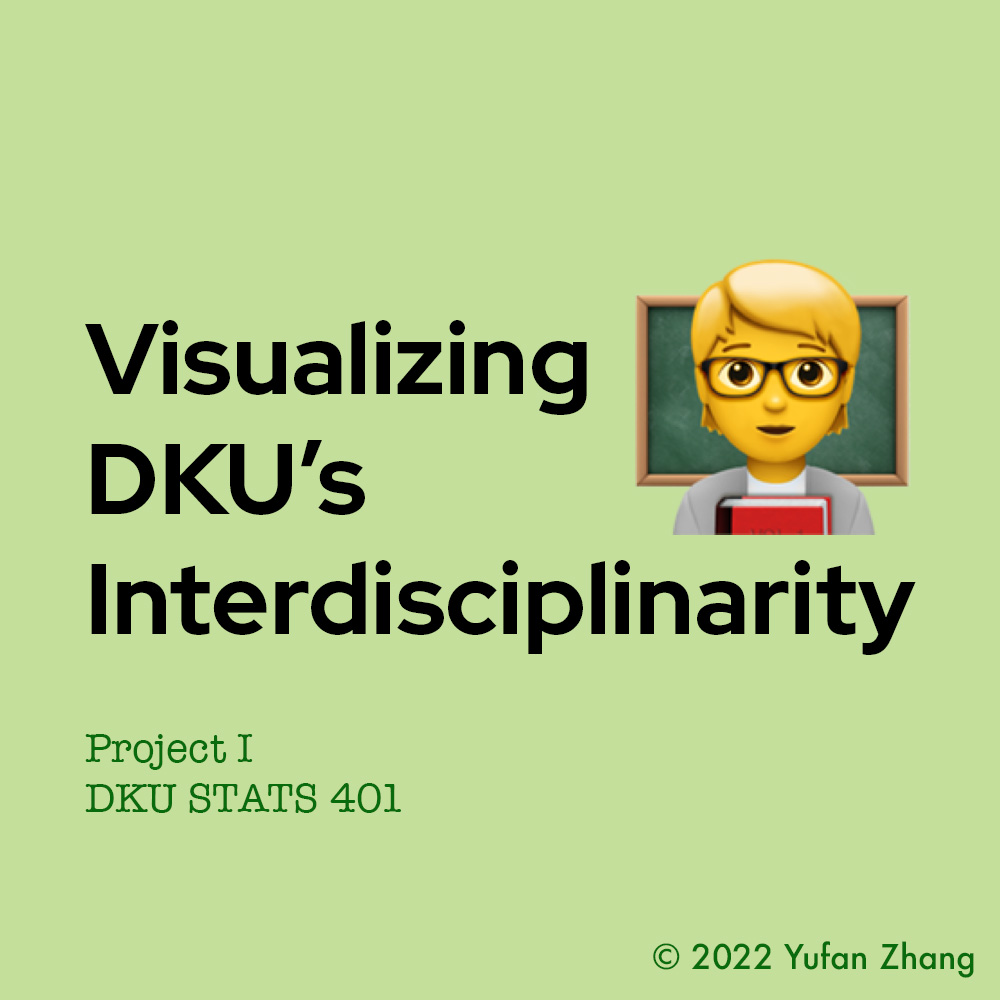 Visualizing
DKU’s
Interdisciplinarity
Project I
DKU STATS 401
© 2022 Yufan Zhang